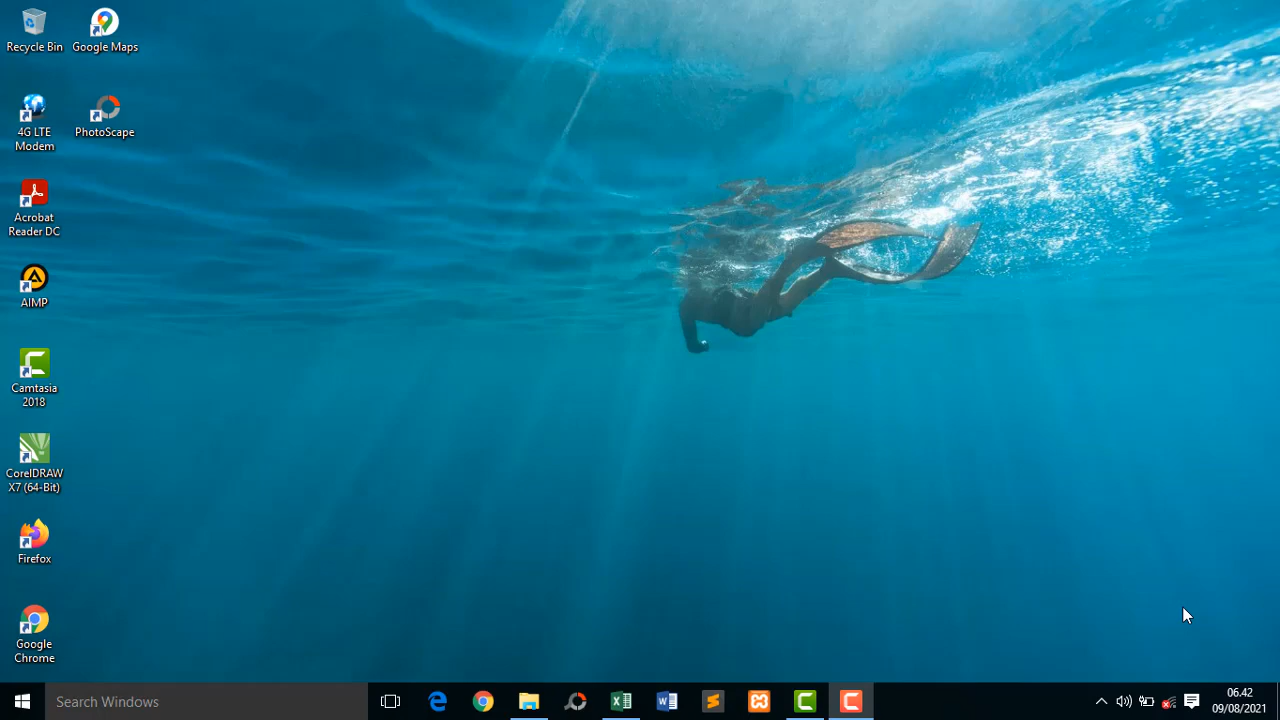 Recycle Bin
Google Maps
4G LTE
Modem
PhotoScape
Acrobat
Reader DC
AIMP
Camtasia
2018
CorelDRAW
X7 (64-Bit)
Firefox
Google
Chrome
Search Windows
06.42
09/08/2021